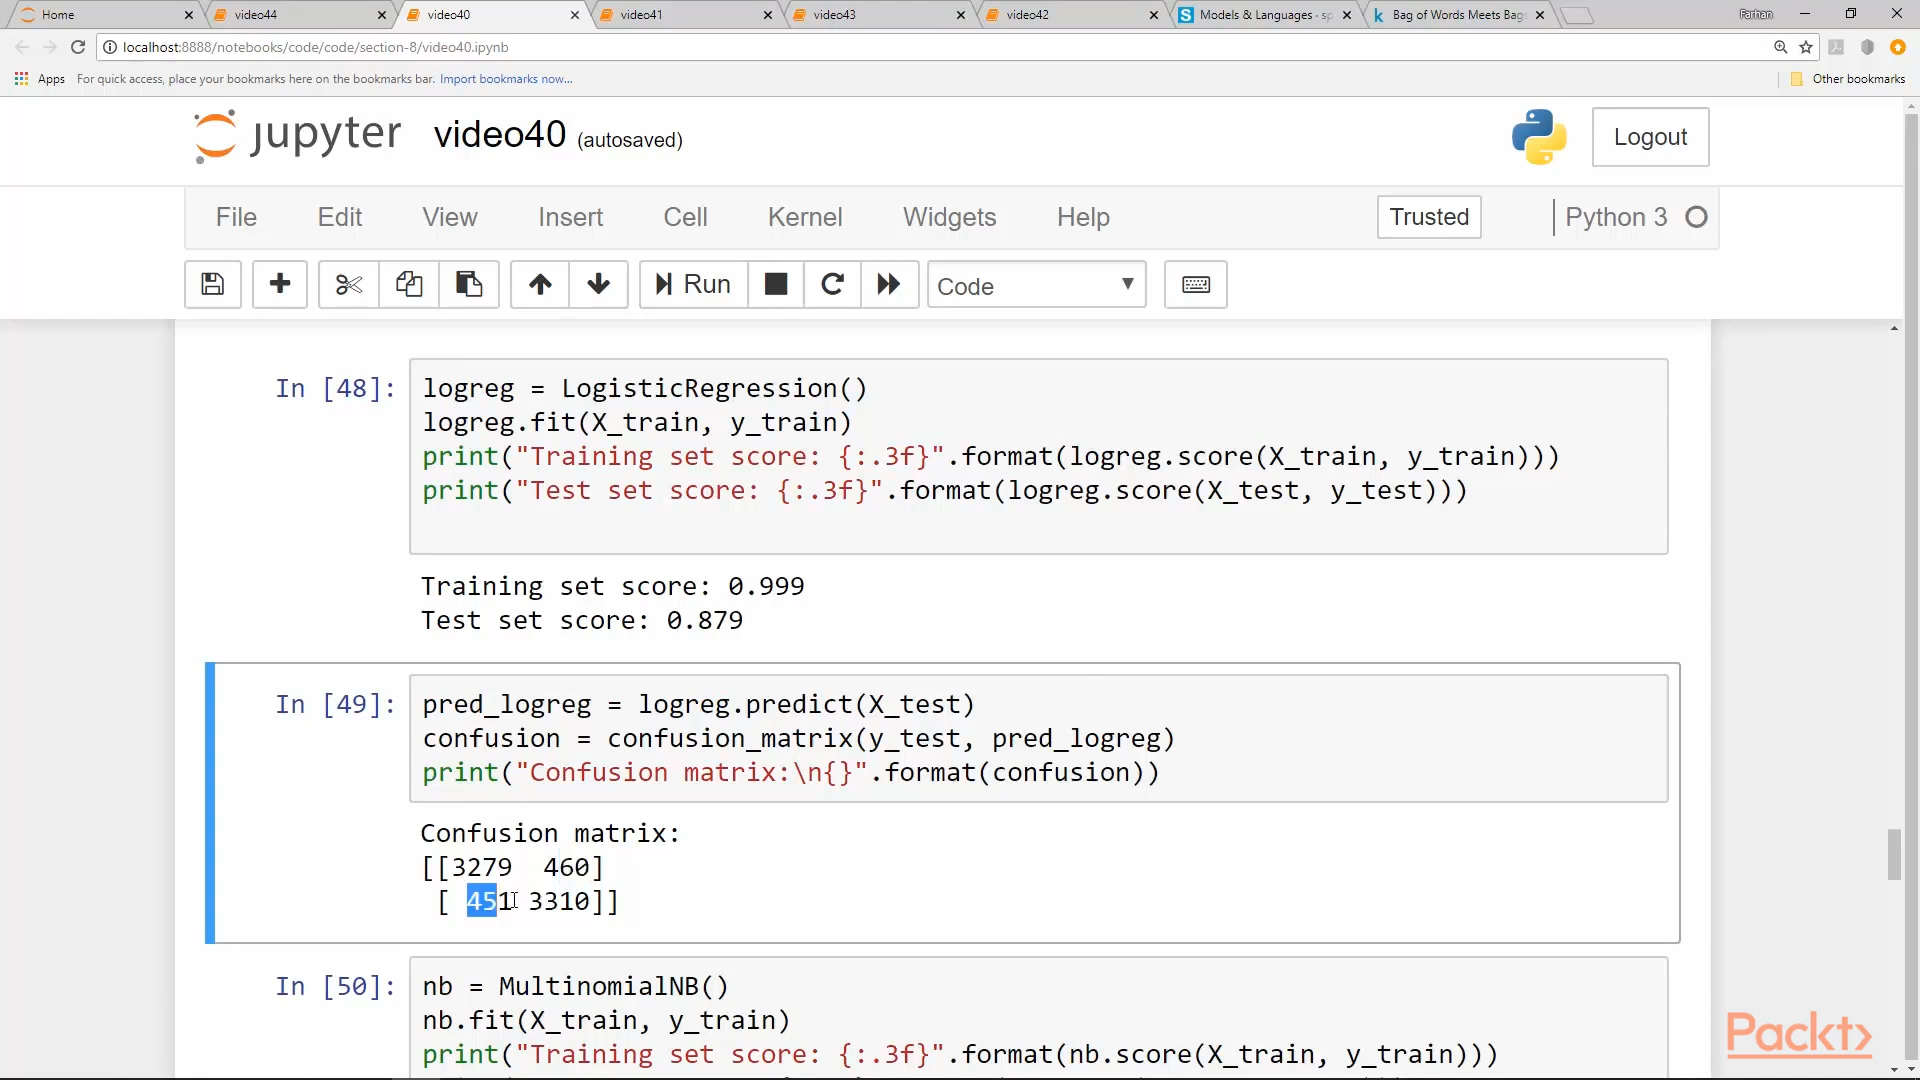 Home
video44
video40
video41
video43
video42
Models & Languages · sp
Bag of Words Meets Bag
Farhan
localhost:8888/notebooks/code/code/section-8/video40.ipynb
Apps For quick access, place your bookmarks here on the bookmarks bar. Import bookmarks now... Other bookmarks
jupyter video40 (autosaved) Logout
File Edit View Insert Cell Kernel Widgets Help Trusted Python 3
Run Code
In [48]: logreg = LogisticRegression()
logreg.fit(X_train, y_train)
print("Training set score: {:.3f}".format(logreg.score(X_train, y_train)))
print("Test set score: {:.3f}".format(logreg.score(X_test, y_test)))
Training set score: 0.999
Test set score: 0.879
In [49]: pred_logreg = logreg.predict(X_test)
confusion = confusion_matrix(y_test, pred_logreg)
print("Confusion matrix:\n{}".format(confusion))
Confusion matrix:
[[3279 460]
[ 451 3310]]
In [50]: nb = MultinomialNB()
nb.fit(X_train, y_train)
print("Training set score: {:.3f}".format(nb.score(X_train, y_train)))
Packt>